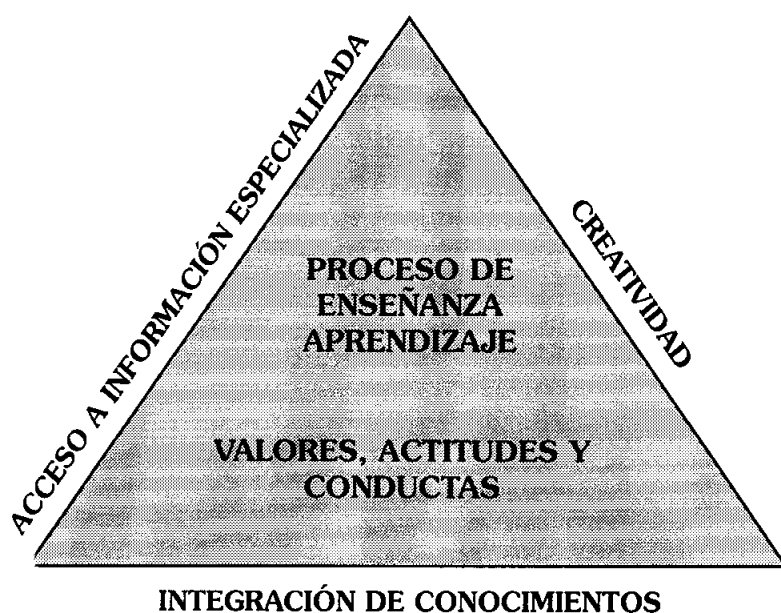 ACCESO A INFORMACIÓN ESPECIALIZADA
CREATIVIDAD
PROCESO DE
ENSEÑANZA
APRENDIZAJE
VALORES, ACTITUDES Y
CONDUCTAS
INTEGRACIÓN DE CONOCIMIENTOS